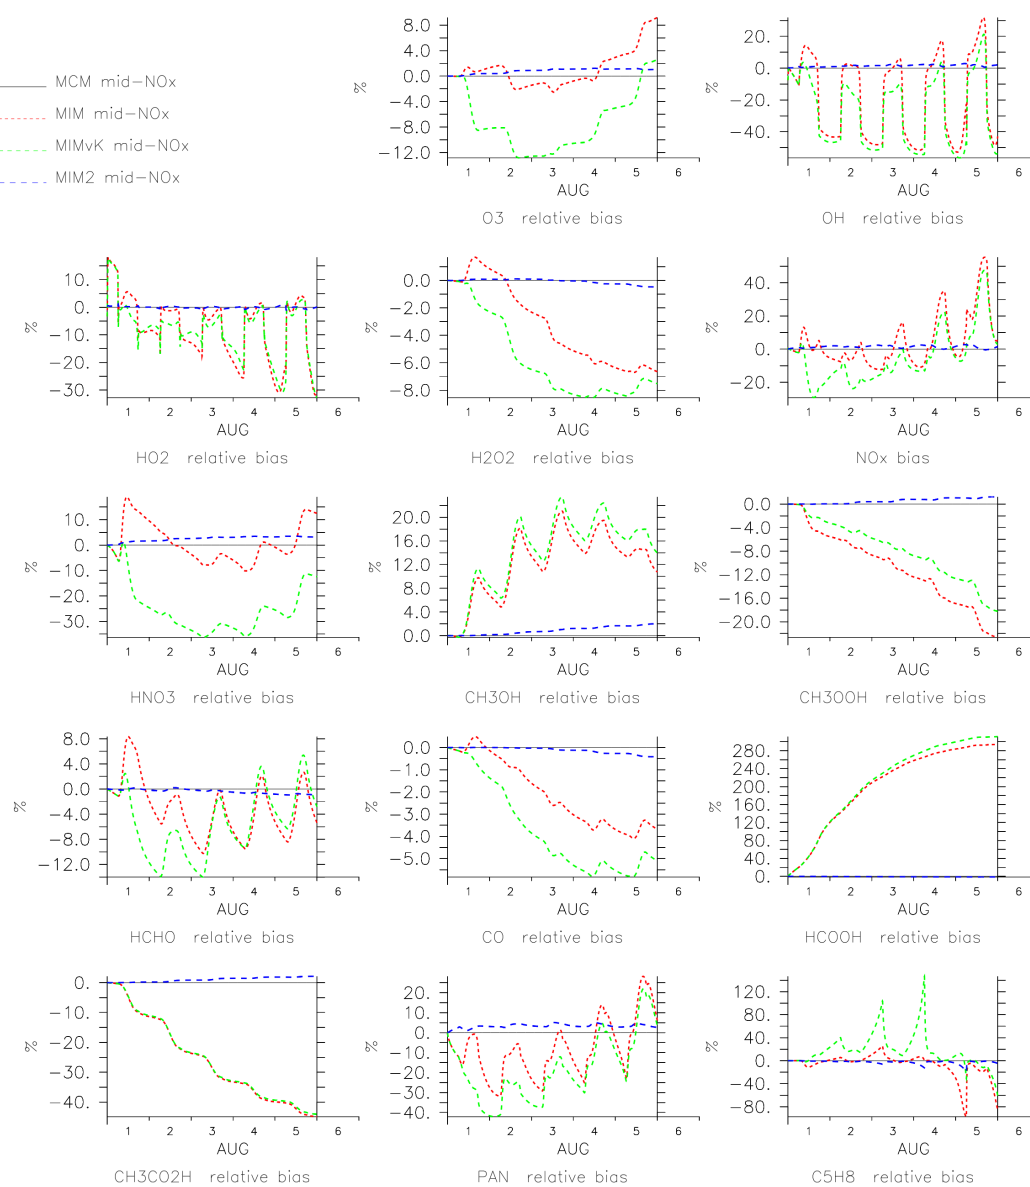 MCM mid-NOx
MIM mid-NOx
MIMvK mid-NOx
MIM2 mid-NOx
8.0
4.0
0.0
-4.0
-8.0
-12.0
%
1 2 3 4 5 6
AUG
O3 relative bias
20.
0.
-20.
-40.
%
1 2 3 4 5 6
AUG
OH relative bias
10.
0.
-10.
-20.
-30.
%
1 2 3 4 5 6
AUG
HO2 relative bias
0.0
-2.0
-4.0
-6.0
-8.0
%
1 2 3 4 5 6
AUG
H2O2 relative bias
40.
20.
0.
-20.
%
1 2 3 4 5 6
AUG
NOx bias
10.
0.
-10.
-20.
-30.
%
1 2 3 4 5 6
AUG
HNO3 relative bias
20.0
16.0
12.0
8.0
4.0
0.0
%
1 2 3 4 5 6
AUG
CH3OH relative bias
0.0
-4.0
-8.0
-12.0
-16.0
-20.0
%
1 2 3 4 5 6
AUG
CH3OOH relative bias
8.0
4.0
0.0
-4.0
-8.0
-12.0
%
1 2 3 4 5 6
AUG
HCHO relative bias
0.0
-1.0
-2.0
-3.0
-4.0
-5.0
%
1 2 3 4 5 6
AUG
CO relative bias
280.
240.
200.
160.
120.
80.
40.
0.
%
1 2 3 4 5 6
AUG
HCOOH relative bias
0.
-10.
-20.
-30.
-40.
%
1 2 3 4 5 6
AUG
CH3CO2H relative bias
20.
10.
0.
-10.
-20.
-30.
-40.
%
1 2 3 4 5 6
AUG
PAN relative bias
120.
80.
40.
0.
-40.
-80.
%
1 2 3 4 5 6
AUG
C5H8 relative bias